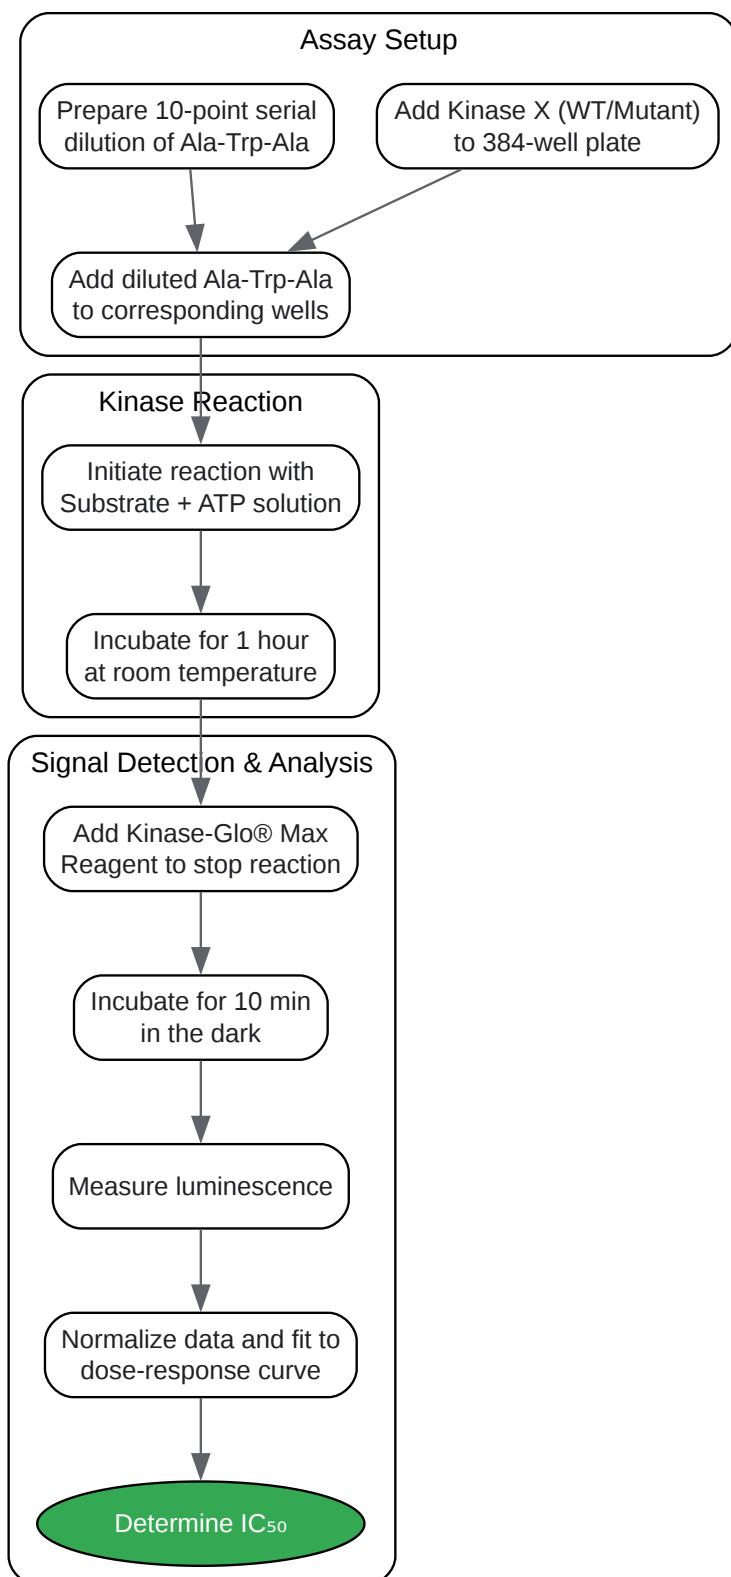 Assay Setup
Prepare 10-point serial
dilution of Ala-Trp-Ala
Add Kinase X (WT/Mutant)
to 384-well plate
Add diluted Ala-Trp-Ala
to corresponding wells
Kinase Reaction
Initiate reaction with
Substrate + ATP solution
Incubate for 1 hour
at room temperature
Signal Detection & Analysis
Add Kinase-Glo® Max
Reagent to stop reaction
Incubate for 10 min
in the dark
Measure luminescence
Normalize data and fit to
dose-response curve
Determine IC₅₀